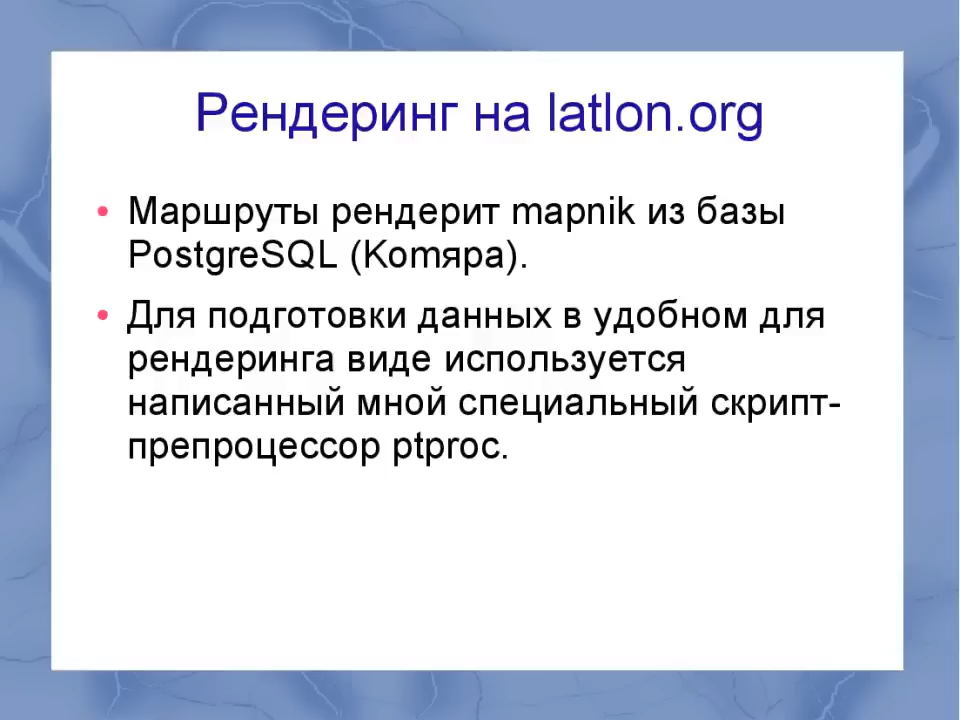 Рендеринг на latlon.org
Маршруты рендерит mapnik из базы
PostgreSQL (Komяpa).
Для подготовки данных в удобном для
рендеринга виде используется
написанный мной специальный скрипт-
препроцессор ptproc.